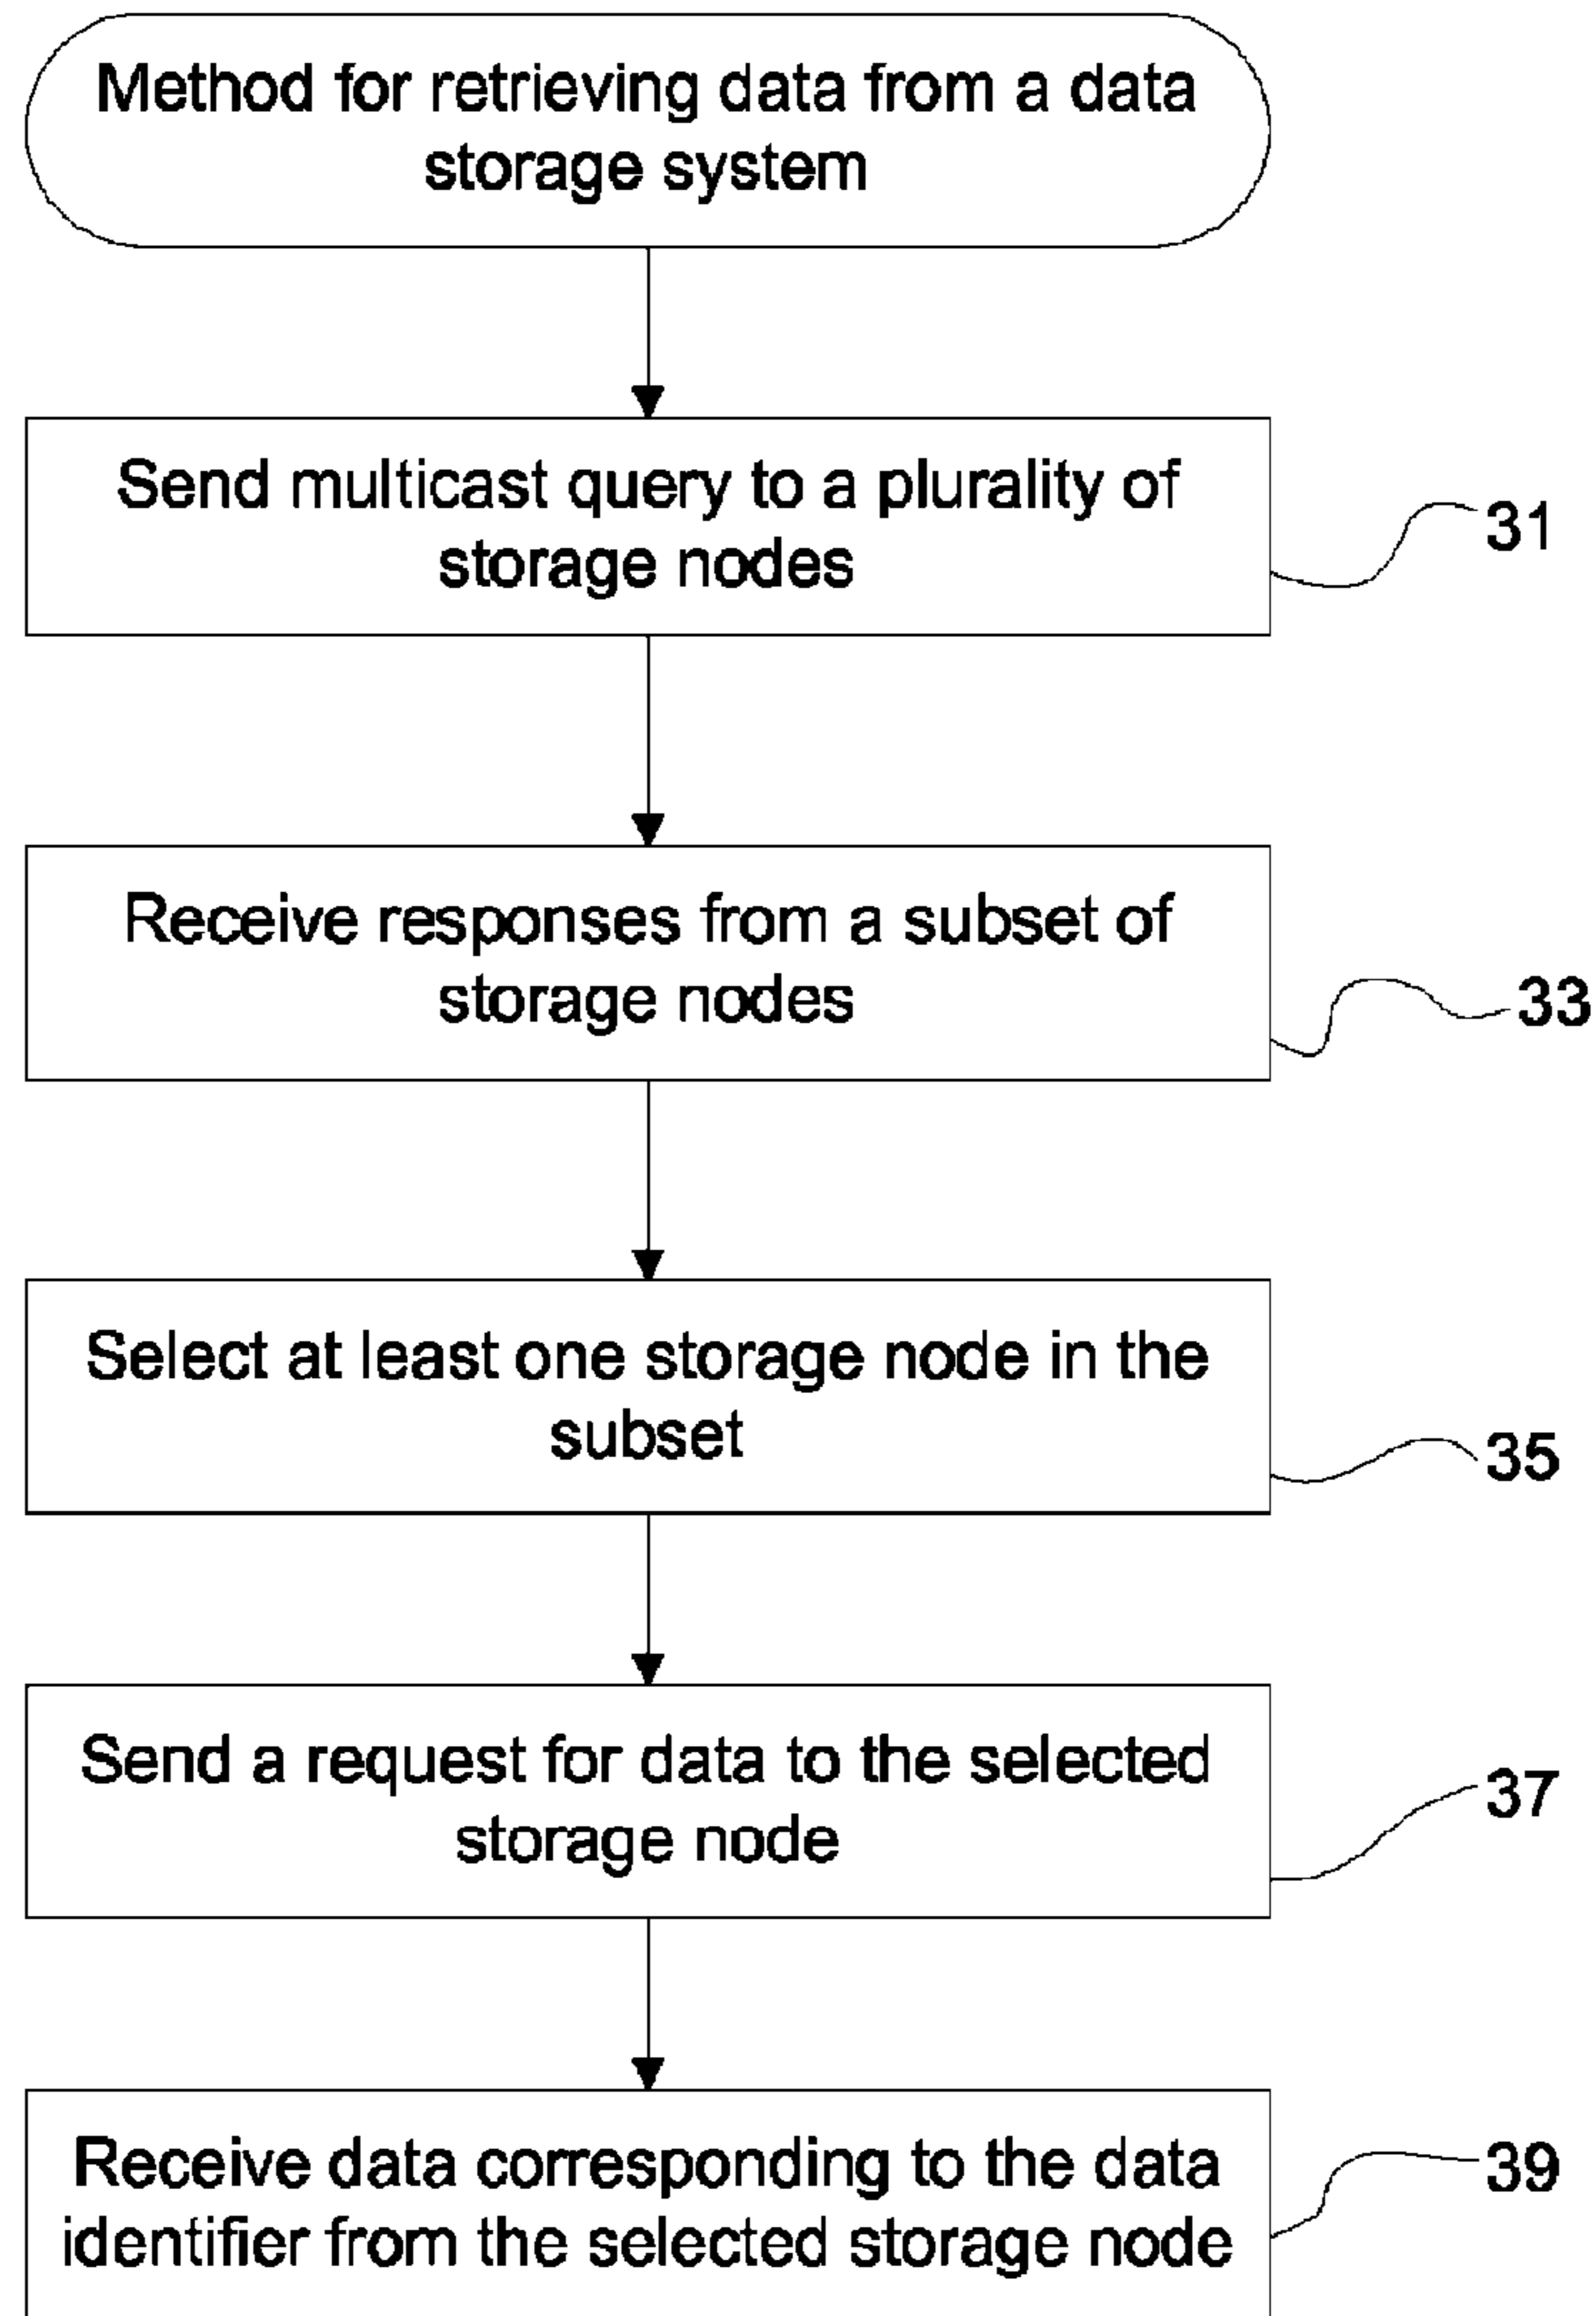 Method for retrieving data from a data
storage system
Send multicast query to a plurality of
storage nodes
31
Receive responses from a subset of
storage nodes
33
Select at least one storage node in the
subset
35
Send a request for data to the selected
storage node
37
Receive data corresponding to the data
identifier from the selected storage node
39